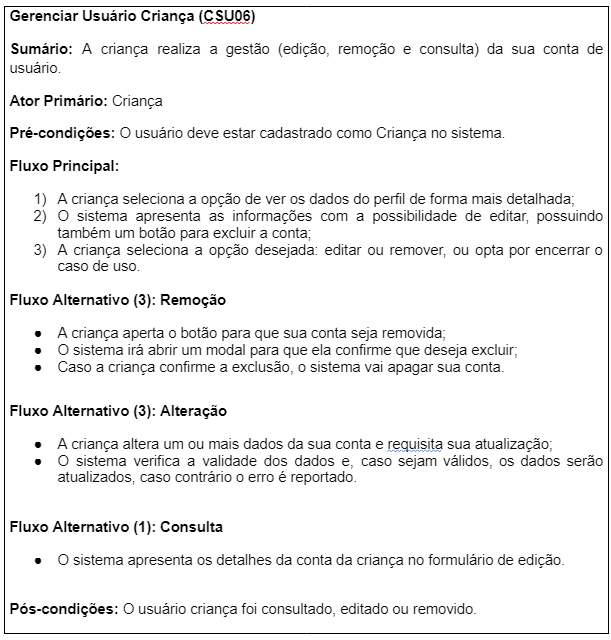 Gerenciar Usuário Criança (CSU06)
Sumário: A criança realiza a gestão (edição, remoção e consulta) da sua conta de
usuário.
Ator Primário: Criança
Pré-condições: O usuário deve estar cadastrado como Criança no sistema.
Fluxo Principal:
1) A criança seleciona a opção de ver os dados do perfil de forma mais detalhada;
2) O sistema apresenta as informações com a possibilidade de editar, possuindo
também um botão para excluir a conta;
3) A criança seleciona a opção desejada: editar ou remover, ou opta por encerrar o
caso de uso.
Fluxo Alternativo (3): Remoção
● A criança aperta o botão para que sua conta seja removida;
● O sistema irá abrir um modal para que ela confirme que deseja excluir;
● Caso a criança confirme a exclusão, o sistema vai apagar sua conta.
Fluxo Alternativo (3): Alteração
● A criança altera um ou mais dados da sua conta e requisita sua atualização;
● O sistema verifica a validade dos dados e, caso sejam válidos, os dados serão
atualizados, caso contrário o erro é reportado.
Fluxo Alternativo (1): Consulta
● O sistema apresenta os detalhes da conta da criança no formulário de edição.
Pós-condições: O usuário criança foi consultado, editado ou removido.